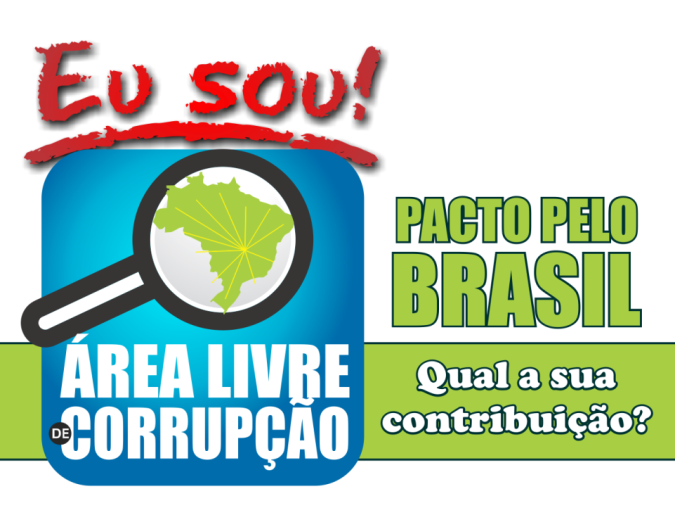 Eu sou!
ÁREA LIVRE
DE CORRUPÇÃO
PACTO PELO
BRASIL
Qual a sua
contribuição?